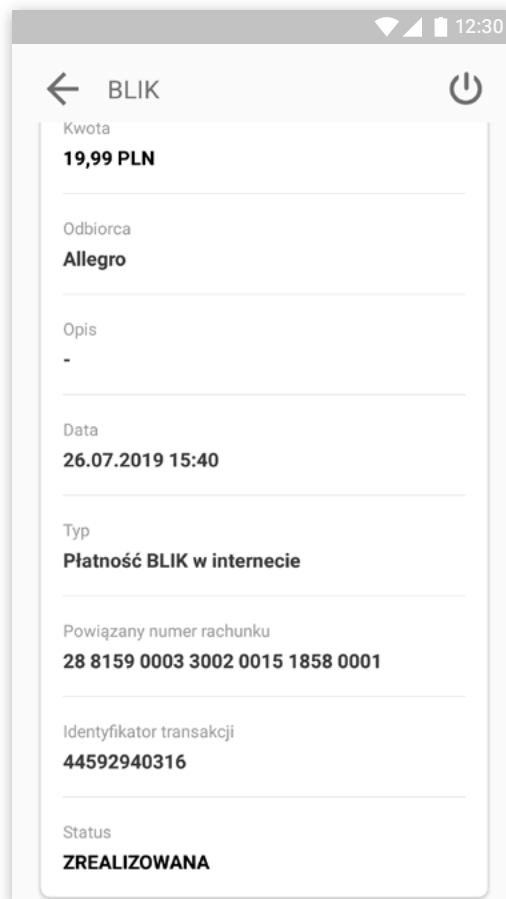 12:30
BLIK
Kwota
19,99 PLN
Odbiorca
Allegro
Opis
-
Data
26.07.2019 15:40
Typ
Płatność BLIK w internecie
Powiązany numer rachunku
28 8159 0003 3002 0015 1858 0001
Identyfikator transakcji
44592940316
Status
ZREALIZOWANA